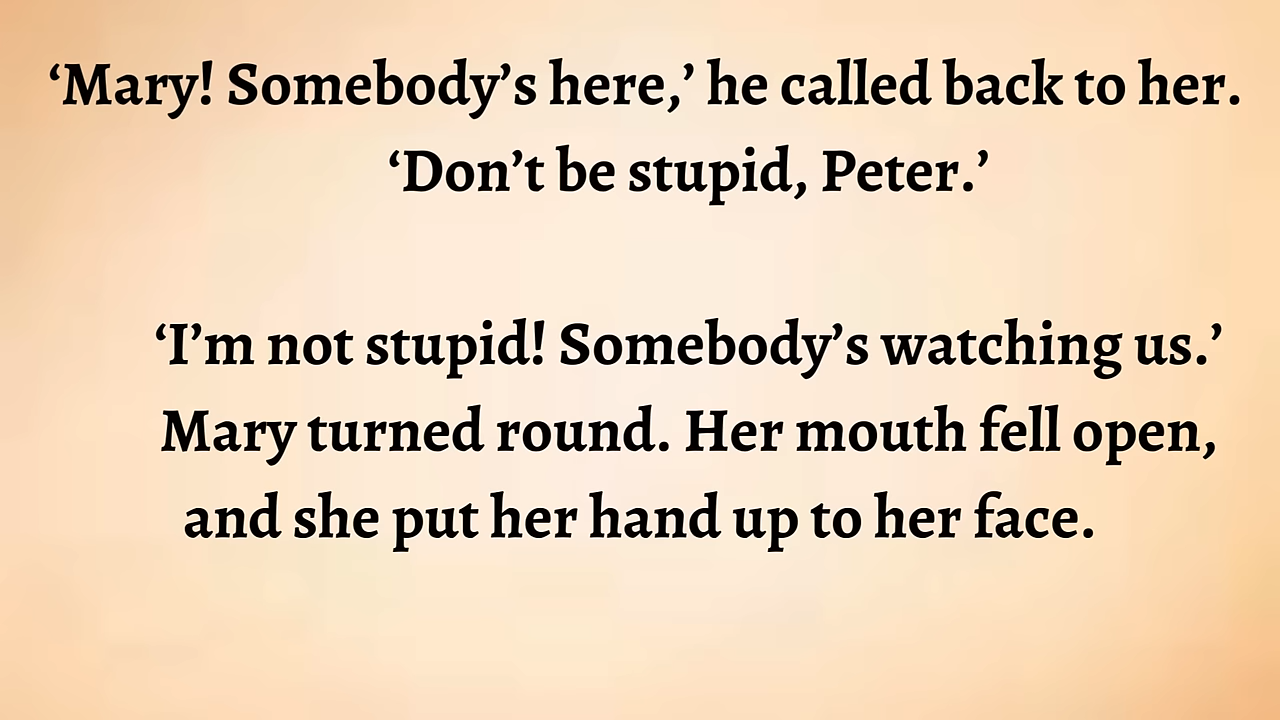 ‘Mary! Somebody’s here,’ he called back to her.
‘Don’t be stupid, Peter.’
‘I’m not stupid! Somebody’s watching us.’
Mary turned round. Her mouth fell open,
and she put her hand up to her face.